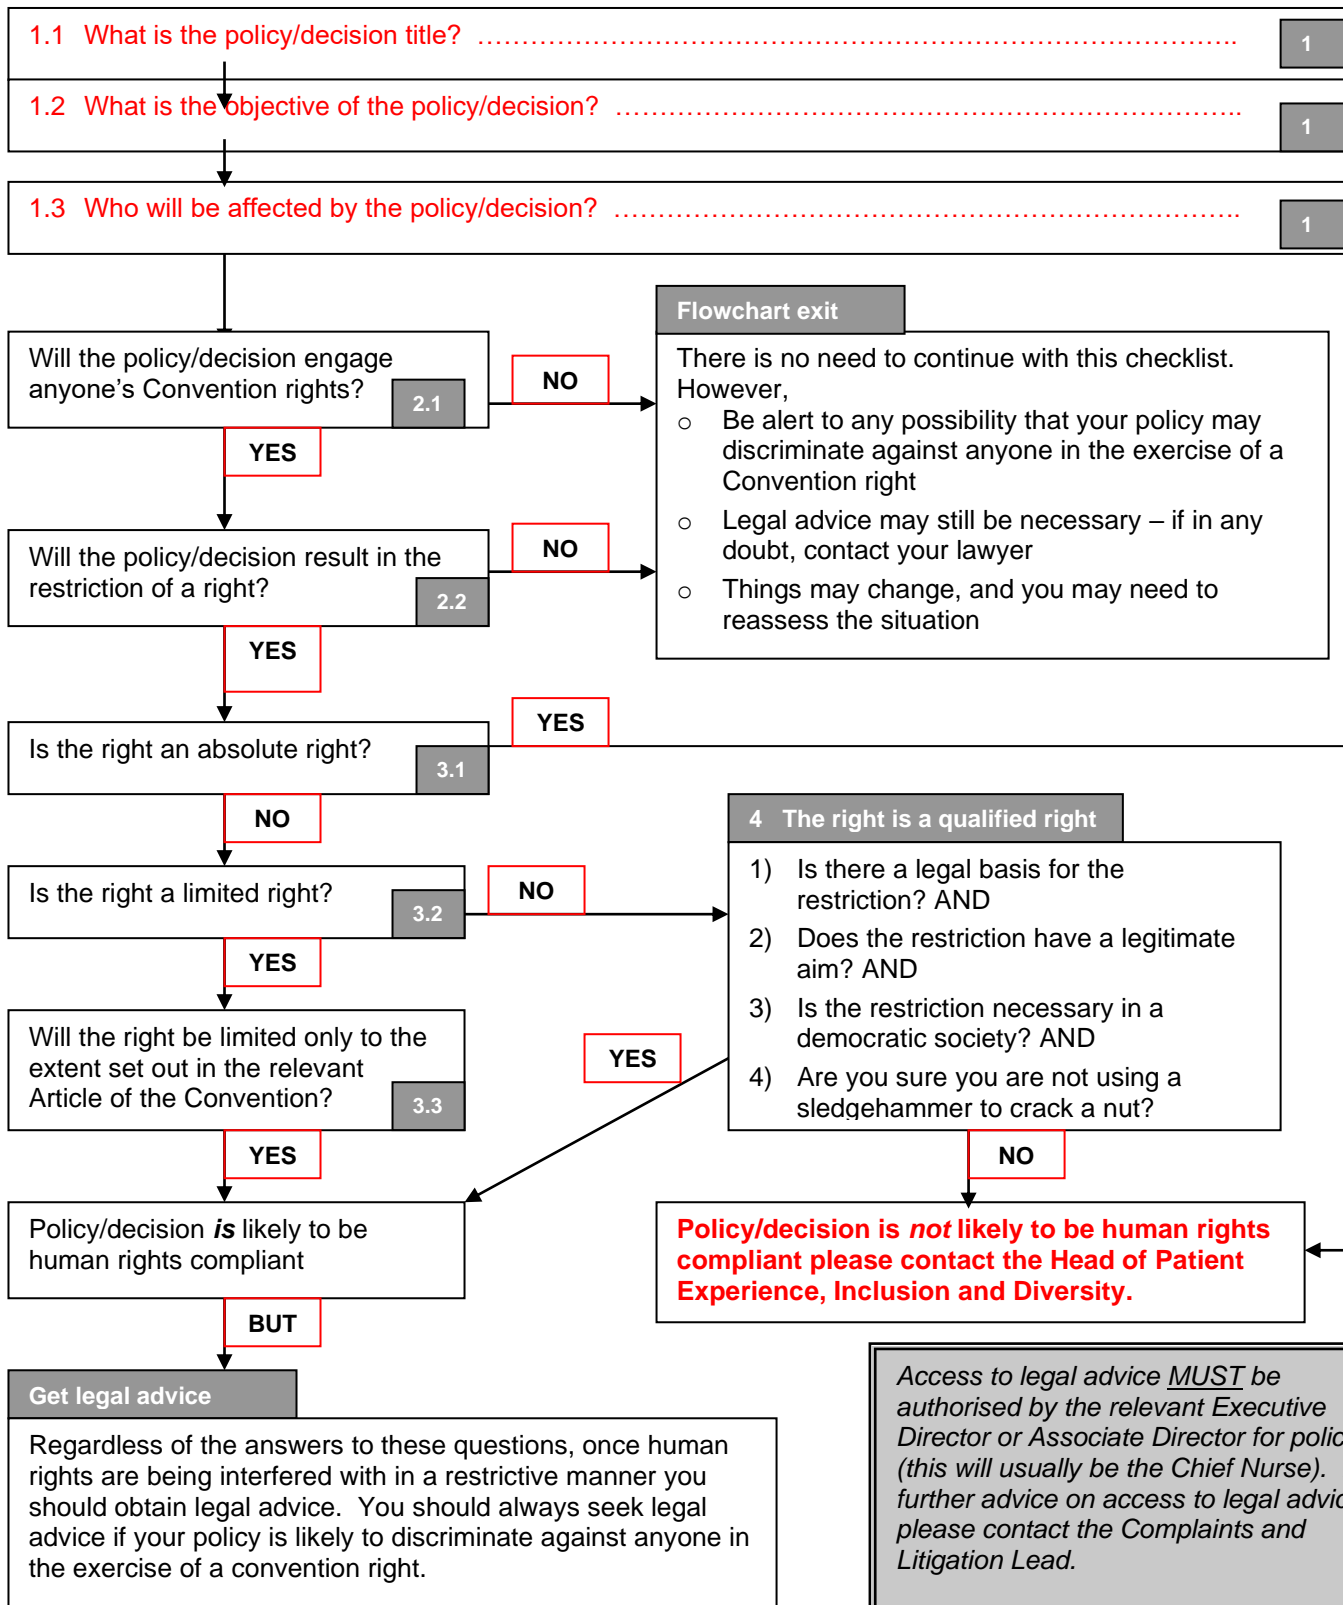 1.1 What is the policy/decision title? ………………………………………………………………………………………….. 1
1.2 What is the objective of the policy/decision? ………………………………………………………………………….. 1
1.3 Who will be affected by the policy/decision? ………………………………………………………………………….. 1
Flowchart exit
Will the policy/decision engage
anyone’s Convention rights?
2.1
NO
There is no need to continue with this checklist.
However,
o Be alert to any possibility that your policy may
discriminate against anyone in the exercise of a
Convention right
o Legal advice may still be necessary – if in any
doubt, contact your lawyer
o Things may change, and you may need to
reassess the situation
YES
Will the policy/decision result in the
restriction of a right?
2.2
NO
YES
Is the right an absolute right?
3.1
YES
NO
Is the right a limited right?
3.2
NO
4 The right is a qualified right
1) Is there a legal basis for the
restriction? AND
2) Does the restriction have a legitimate
aim? AND
3) Is the restriction necessary in a
democratic society? AND
4) Are you sure you are not using a
sledgehammer to crack a nut?
YES
Will the right be limited only to the
extent set out in the relevant
Article of the Convention?
3.3
YES
YES
NO
Policy/decision is likely to be
human rights compliant
Policy/decision is not likely to be human rights
compliant please contact the Head of Patient
Experience, Inclusion and Diversity.
BUT
Get legal advice
Regardless of the answers to these questions, once human
rights are being interfered with in a restrictive manner you
should obtain legal advice. You should always seek legal
advice if your policy is likely to discriminate against anyone in
the exercise of a convention right.
Access to legal advice MUST be
authorised by the relevant Executive
Director or Associate Director for
(this will usually be the Chief Nurse).
further advice on access to legal
please contact the Complaints and
Litigation Lead.